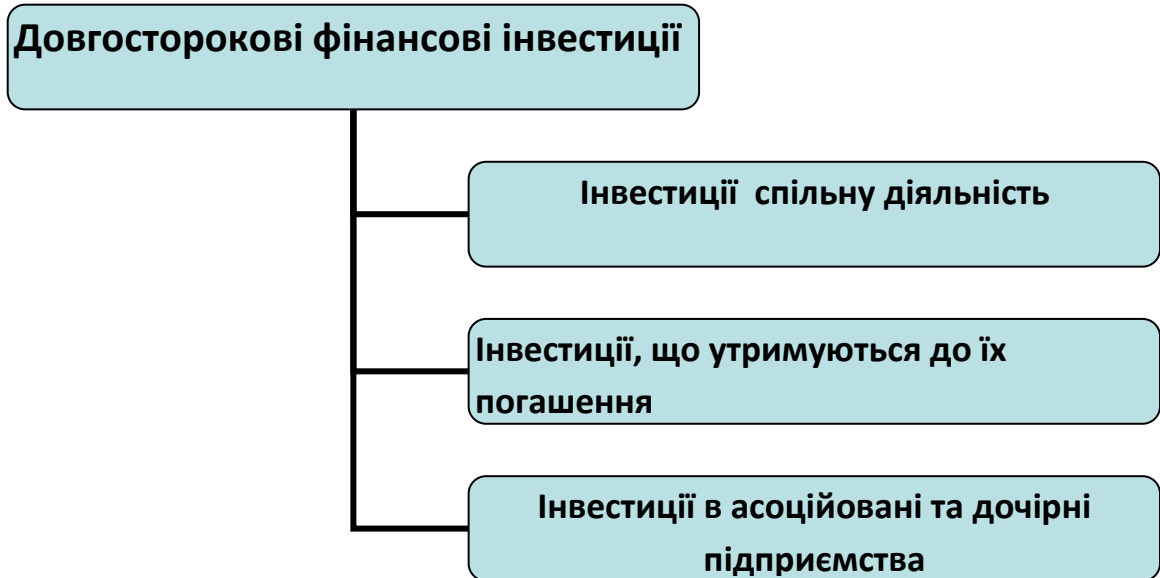 Довгосторокові фінансові інвестиції
Інвестиції спільну діяльність
Інвестиції, що утримуються до їх
погашення
Інвестиції в асоційовані та дочірні
підприємства